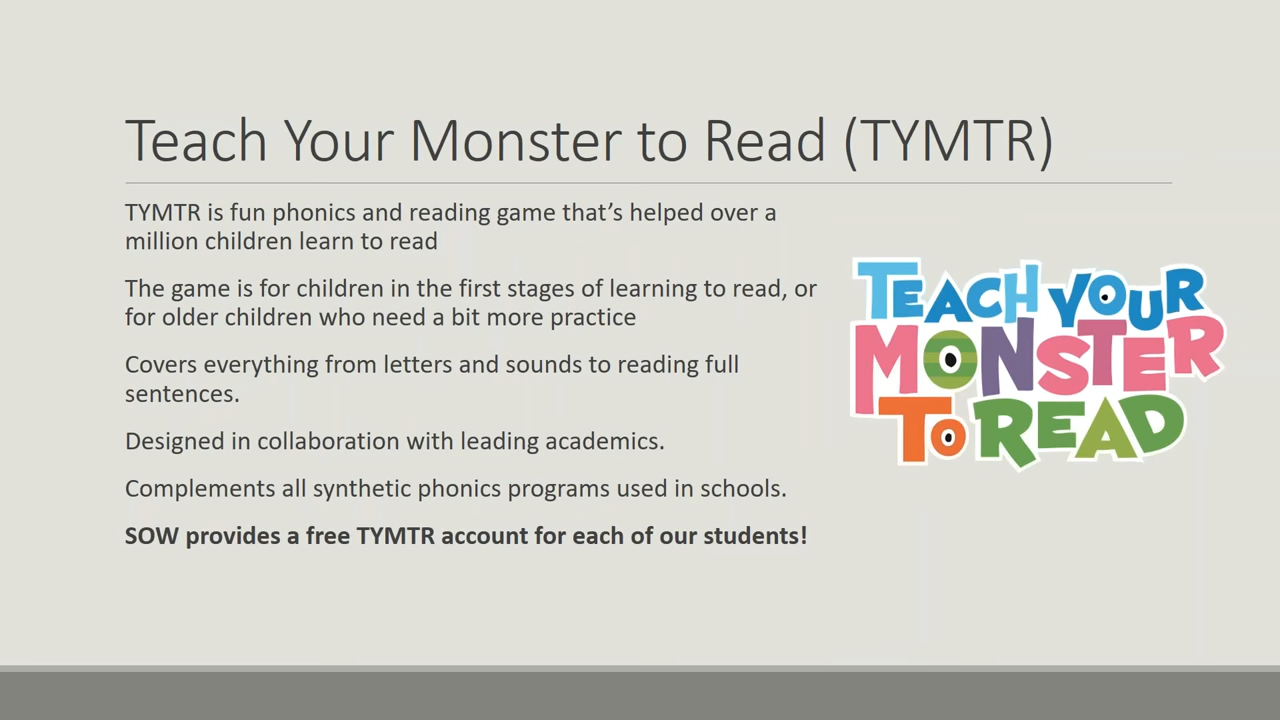 Teach Your Monster to Read (TYMTR)
TYMTR is fun phonics and reading game that’s helped over a
million children learn to read
The game is for children in the first stages of learning to read, or
for older children who need a bit more practice
Covers everything from letters and sounds to reading full
sentences.
Designed in collaboration with leading academics.
Complements all synthetic phonics programs used in schools.
SOW provides a free TYMTR account for each of our students!
TEACH YOUR
MONSTER
TO READ